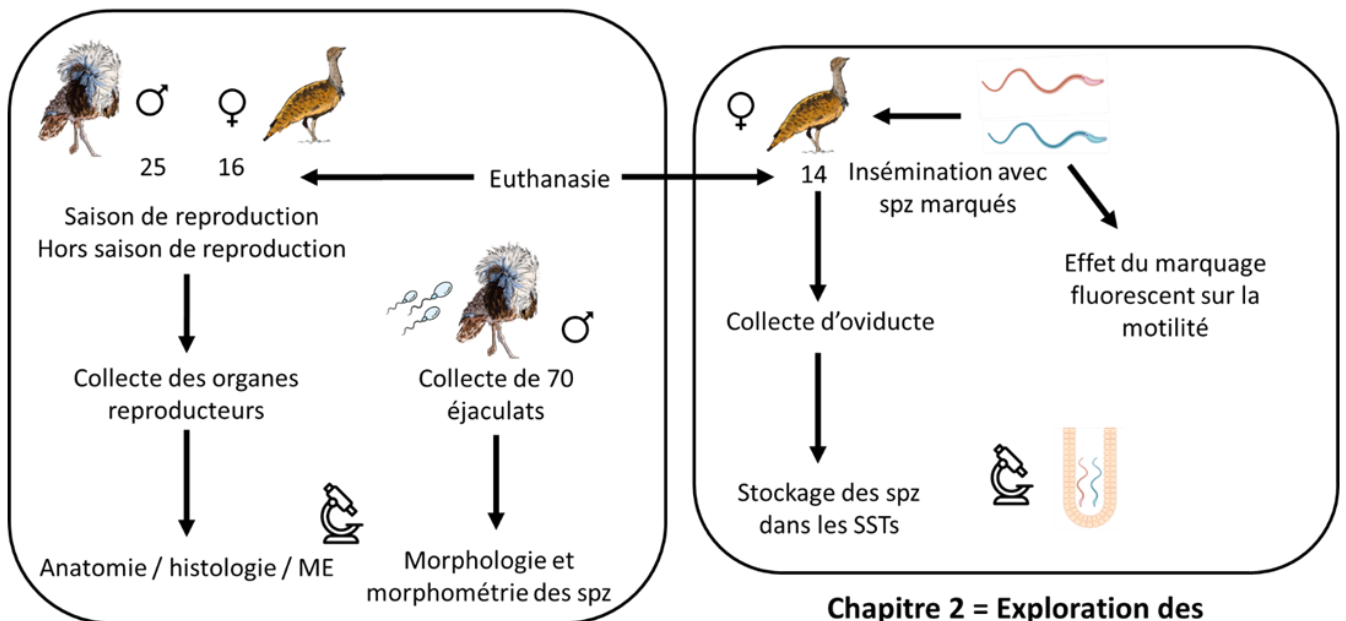 25
16
Saison de reproduction
Hors saison de reproduction
Collecte des organes
reproducteurs
Anatomie / histologie / ME
Collecte de 70
éjaculats
Morphologie et
morphométrie des spz
Euthanasie
14
Insémination avec
spz marqués
Effet du marquage
fluorescent sur la
motilité
Collecte d'oviducte
Stockage des spz
dans les SSTs
Chapitre 2 = Exploration des